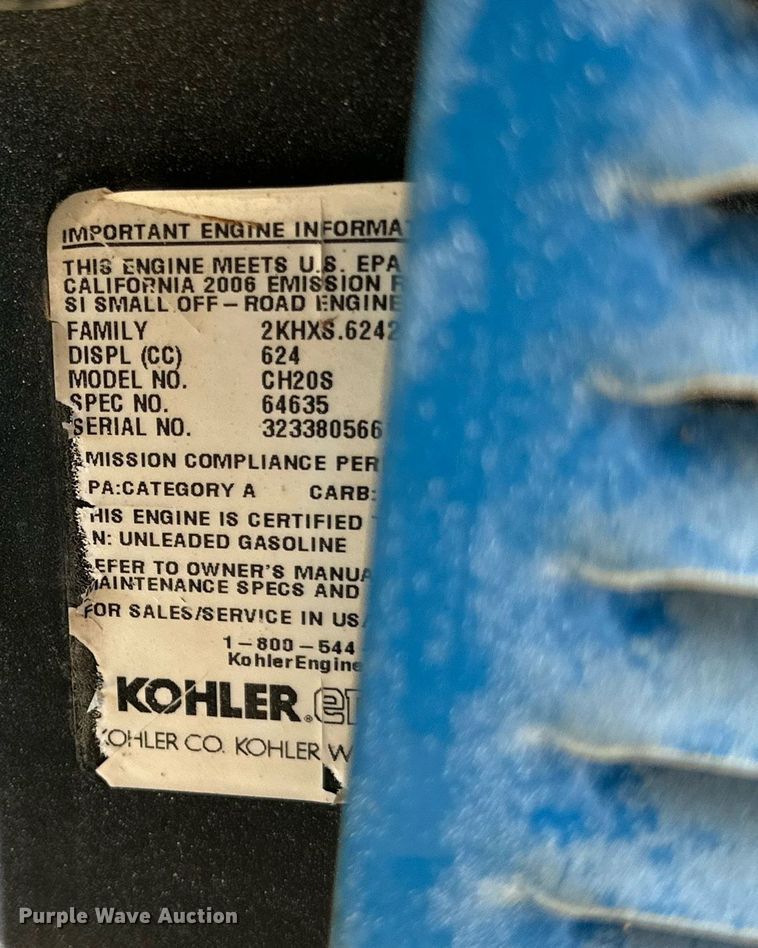 IMPORTANT ENGINE INFORMA
THIS ENGINE MEETS U.S. EPA
CALIFORNIA 2006 EMISSION R
SI SMALL OFF-ROAD ENGINE
FAMILY 2KHXS.6242
DISPL (CC) 624
MODEL NO. CH20S
SPEC NO. 64635
SERIAL NO. 323380566
MISSION COMPLIANCE PER
PA:CATEGORY A CARB:
HIS ENGINE IS CERTIFIED
N: UNLEADED GASOLINE
EFER TO OWNER'S MANUA
MAINTENANCE SPECS AND
FOR SALES/SERVICE IN US
1-800-544
KohlerEngine
KOHLER® en
KOHLER CO. KOHLER W
Purple Wave Auction